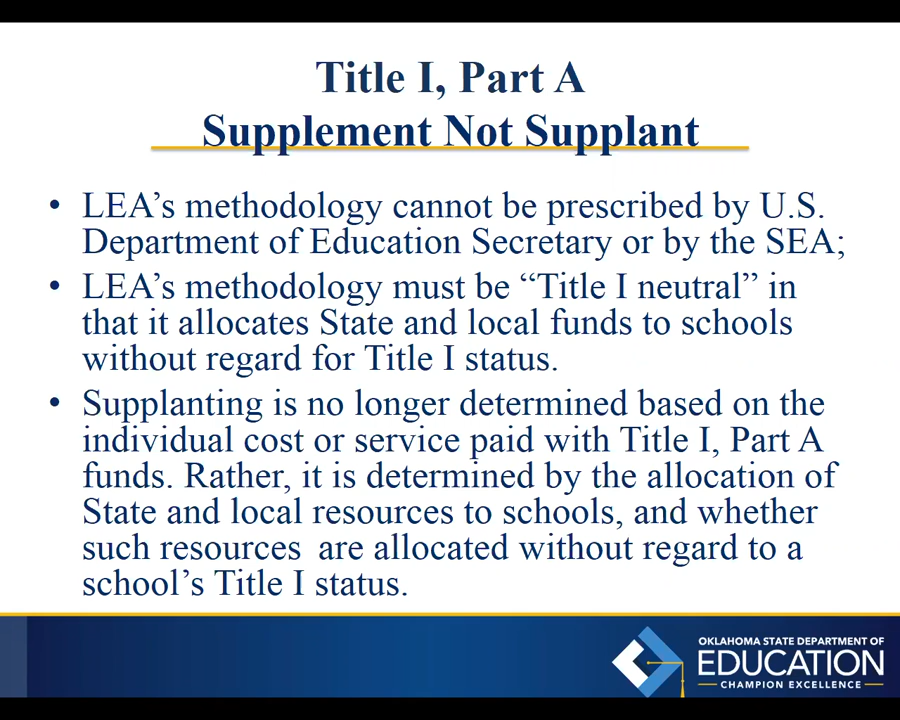 Title I, Part A
Supplement Not Supplant
• LEA’s methodology cannot be prescribed by U.S.
Department of Education Secretary or by the SEA;
• LEA’s methodology must be “Title I neutral” in
that it allocates State and local funds to schools
without regard for Title I status.
• Supplanting is no longer determined based on the
individual cost or service paid with Title I, Part A
funds. Rather, it is determined by the allocation of
State and local resources to schools, and whether
such resources are allocated without regard to a
school’s Title I status.
OKLAHOMA STATE DEPARTMENT OF
EDUCATION
CHAMPION EXCELLENCE